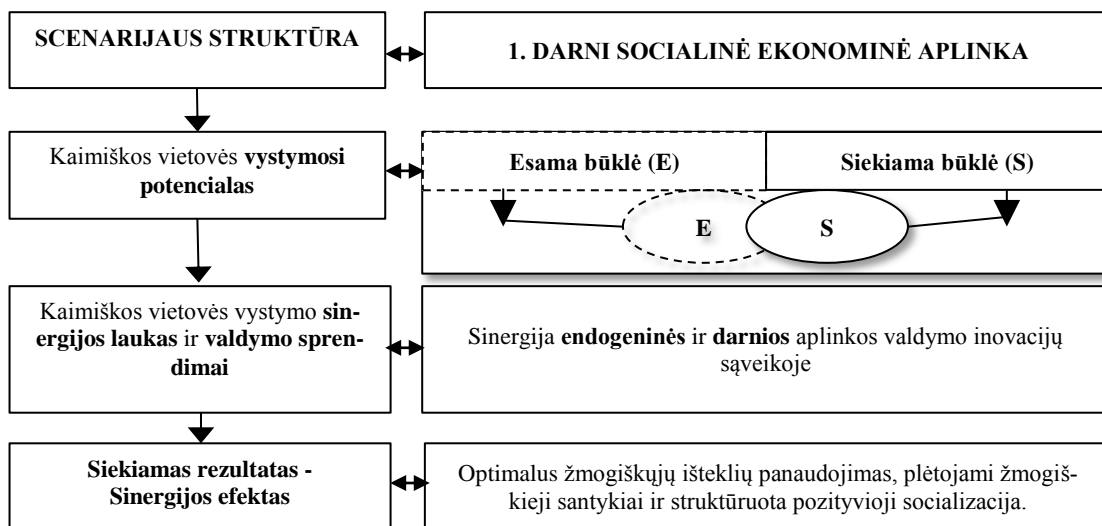 SCENARIJAUS STRUKTŪRA
1. DARNI SOCIALINĖ EKONOMINĖ APLINKA
Kaimiškos vietovės vystymosi
potencialas
Esama būklė (E)
Siekiama būklė (S)
E
S
Kaimiškos vietovės vystymo sin-
ergijos laukas ir valdymo spren-
dimai
Sinergija endogeninės ir darnios aplinkos valdymo inovacijų
sąveikoje
Siekiamas rezultatas -
Sinergijos efektas
Optimalus žmogiškųjų išteklių panaudojimas, plėtojami žmogiš-
kieji santykiai ir struktūruota pozityvioji socializacija.